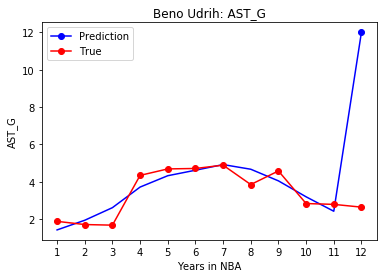 Beno Udrih: AST_G
Prediction
True
12
10
8
6
4
2
AST_G
1 2 3 4 5 6 7 8 9 10 11 12
Years in NBA